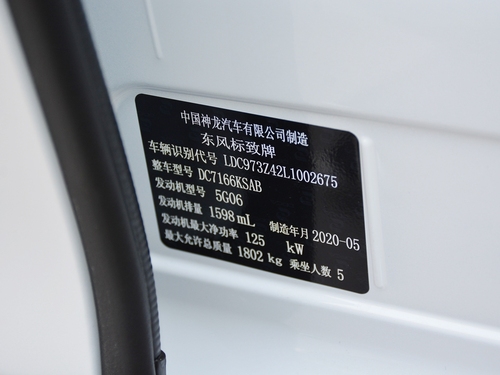 中国神龙汽车有限公司制造
东风标致牌
车辆识别代号 LDC973Z42L1002675
整车型号 DC7166KSAB
发动机型号 5G06
发动机排量 1598 mL 制造年月 2020-05
发动机最大净功率 125 kW
最大允许总质量 1802 kg 乘坐人数 5